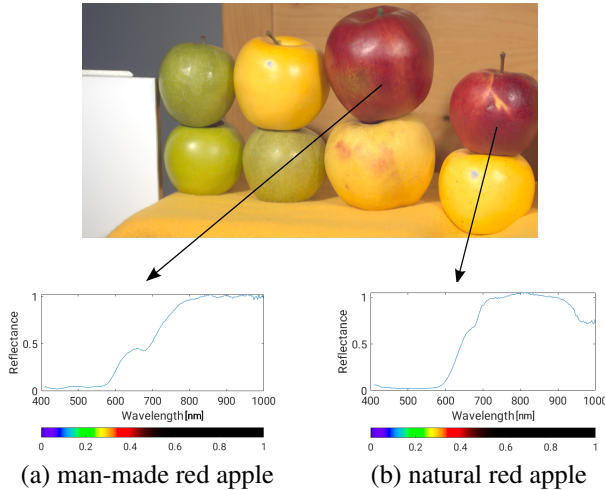 1
0.5
0
Reflectance
400 500 600 700 800 900 1000
Wavelength[nm]
0 0.2 0.4 0.6 0.8 1
(a) man-made red apple
1
0.5
0
Reflectance
400 500 600 700 800 900 1000
Wavelength[nm]
0 0.2 0.4 0.6 0.8 1
(b) natural red apple